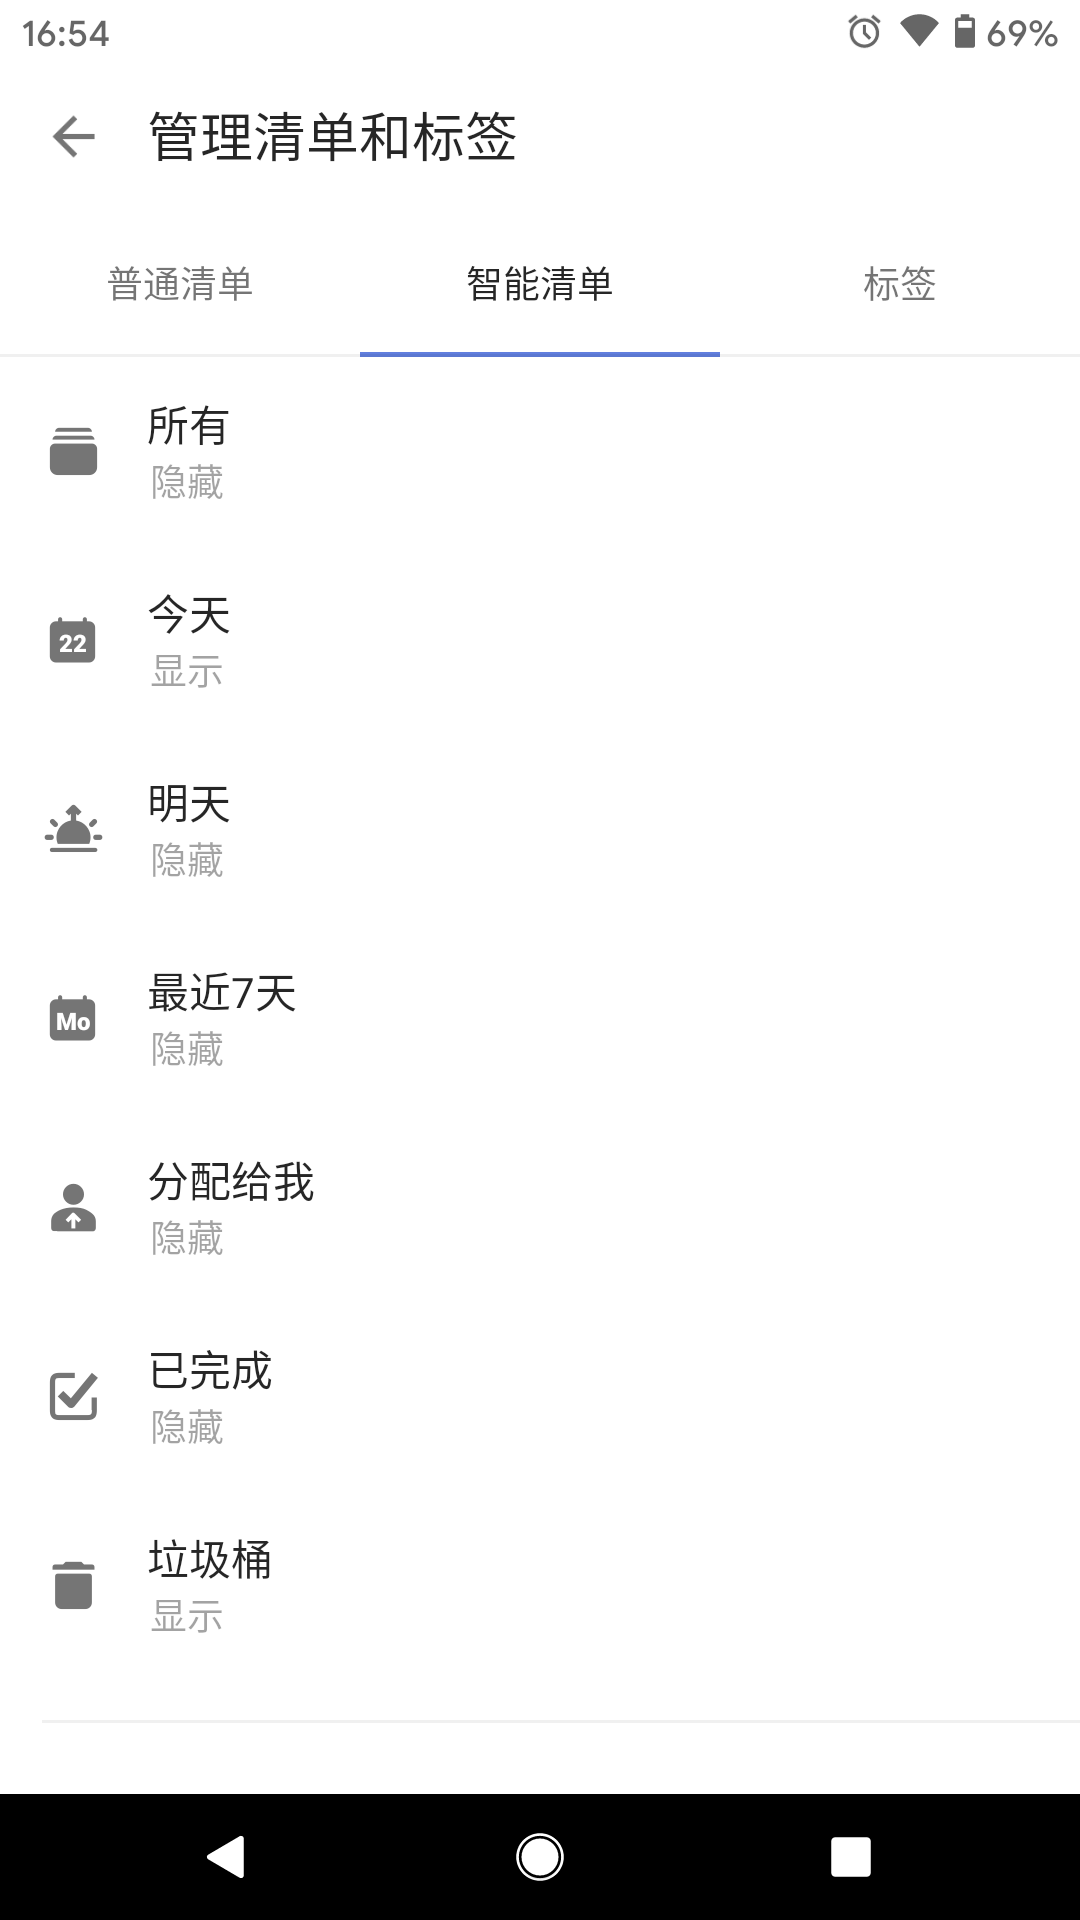 16:54
69%
管理清单和标签
普通清单
智能清单
标签
所有
隐藏
22
今天
显示
明天
隐藏
Mo
最近7天
隐藏
分配给我
隐藏
已完成
隐藏
垃圾桶
显示